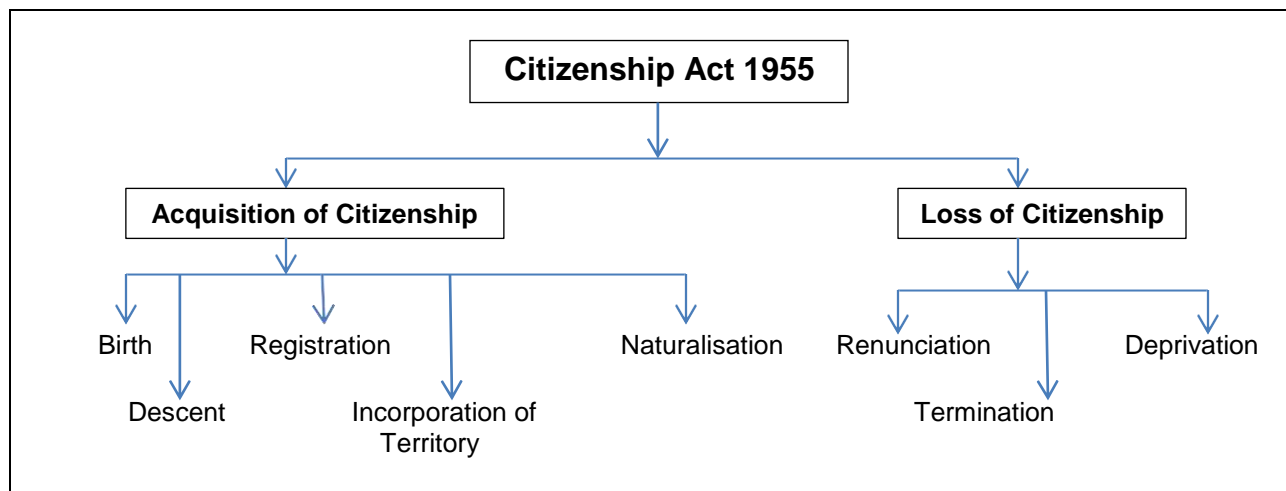 Citizenship Act 1955
Acquisition of Citizenship
Loss of Citizenship
Birth
Registration
Naturalisation
Renunciation
Deprivation
Descent
Incorporation of
Territory
Termination